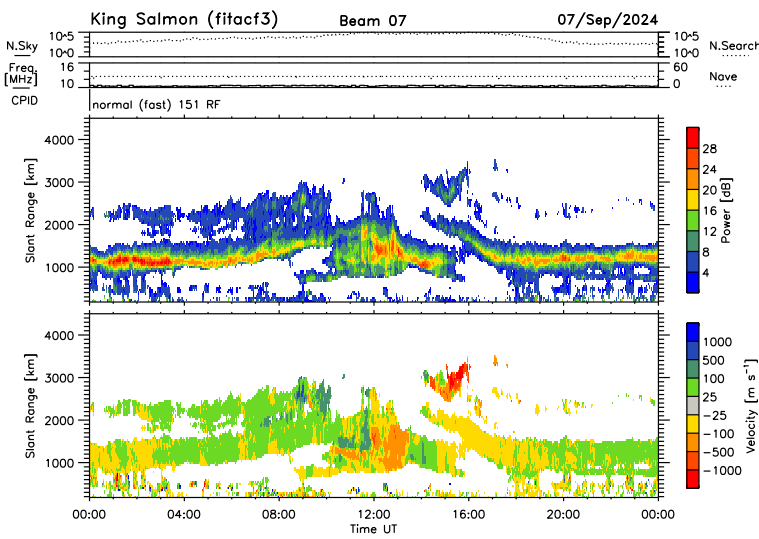 King Salmon (fitacf3) Beam 07 07/Sep/2024
N.Sky 10^5 10^0 10^5 10^0 N.Search
Freq. [MHz] 16 10 60 0 Nave
CPID normal (fast) 151 RF
Slant Range [km] 4000 3000 2000 1000
Power [dB] 28 24 20 16 12 8 4
Slant Range [km] 4000 3000 2000 1000
Velocity [m s⁻¹] 1000 500 100 25 -25 -100 -500 -1000
00:00 04:00 08:00 12:00 16:00 20:00 00:00
Time UT